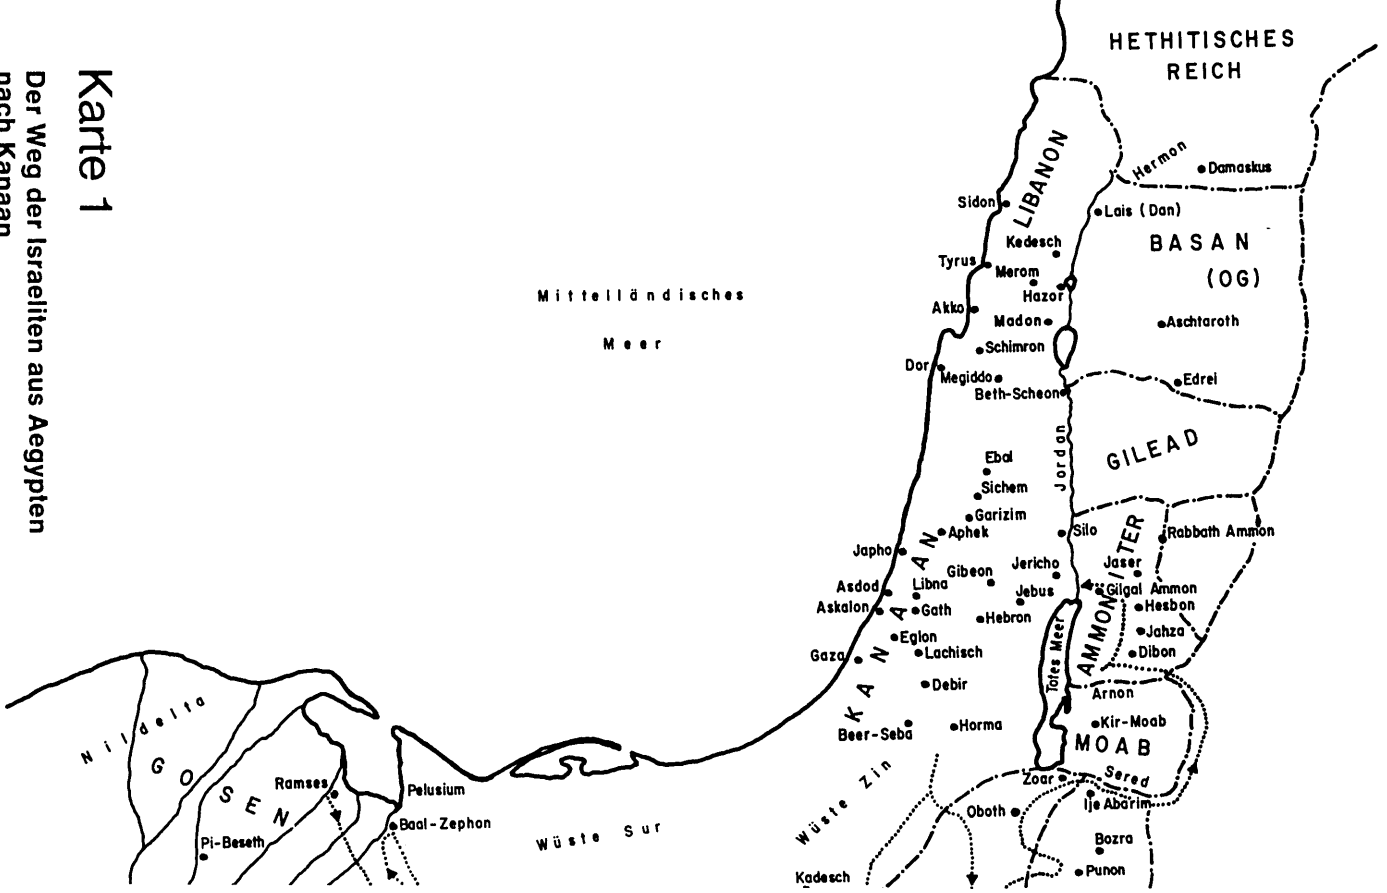 Karte 1
Der Weg der Israeliten aus Aegypten
nach Kanaan
HETHITISCHES
REICH
Hermon
Damaskus
LIBANON
Sidon
Lais (Dan)
Kedesch
BASAN
(OG)
Tyrus
Merom
Hazor
Mittelländisches
Meer
Akko
Madon
Aschtaroth
Schimron
Dor
Megiddo
Edrei
Beth-Scheon
Jordan
GILEAD
Ebal
Sichem
Garizim
Aphek
Silo
Rabbath Ammon
KANAAN
AMMONITER
Japho
Gibeon
Jericho
Jaser
Asdod
Libna
Jebus
Gilgal Ammon
Askalon
Gath
Hebron
Hesbon
Eglon
Jahza
Gaza
Lachisch
Totes Meer
Dibon
Debir
Arnon
Beer-Seba
Horma
Kir-Moab
MOAB
Nildelta
GOSEN
Ramses
Pelusium
Baal-Zephon
Pi-Beseth
Wüste Sur
Wüste Zin
Zoar
Sered
Oboth
Ije Abarim
Bozra
Punon
Kadesch